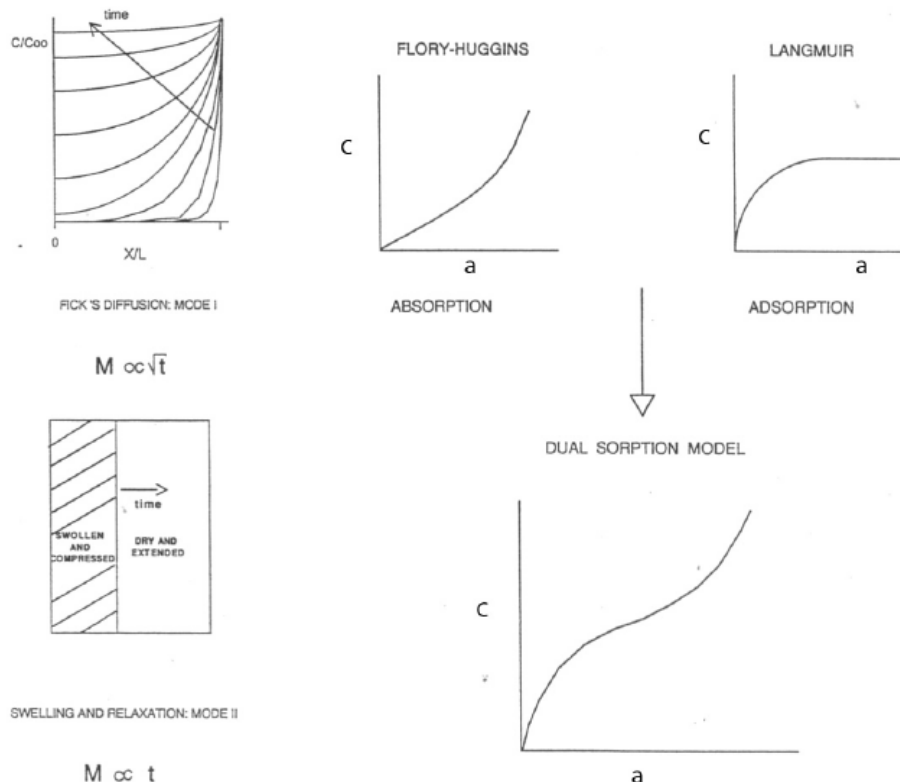 time
C/Coo
0
X/L
FICK'S DIFFUSION: MODE I
M ∝ √t
SWOLLEN
AND
COMPRESSED
time
DRY AND
EXTENDED
SWELLING AND RELAXATION: MODE II
M ∝ t
FLORY-HUGGINS
C
a
ABSORPTION
LANGMUIR
C
a
ADSORPTION
DUAL SORPTION MODEL
C
a